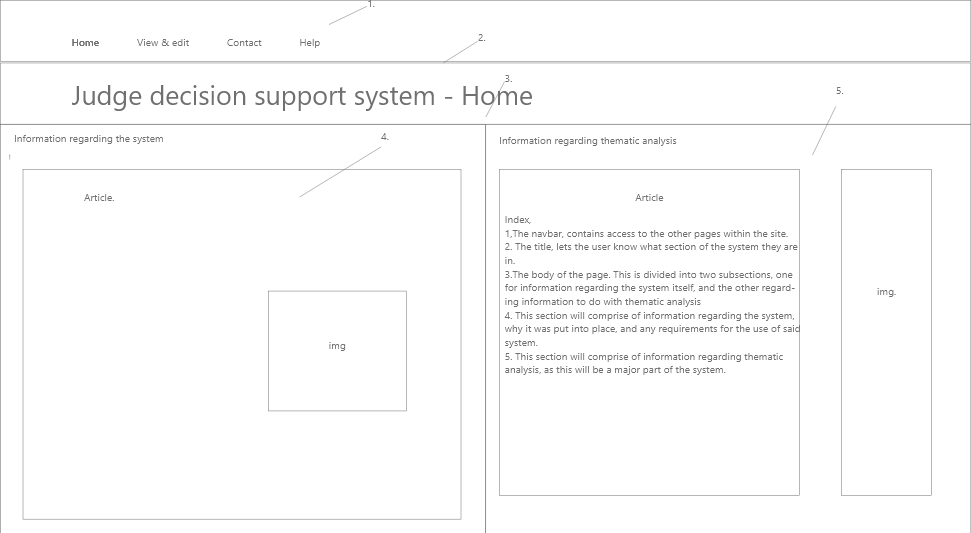 1.
Home View & edit Contact Help
2.
Judge decision support system - Home
3.
5.
Information regarding the system
4.
Information regarding thematic analysis
Article.
img
Article
Index,
1,The navbar, contains access to the other pages within the site.
2. The title, lets the user know what section of the system they are
in.
3.The body of the page. This is divided into two subsections, one
for information regarding the system itself, and the other regard-
ing information to do with thematic analysis
4. This section will comprise of information regarding the system,
why it was put into place, and any requirements for the use of said
system.
5. This section will comprise of information regarding thematic
analysis, as this will be a major part of the system.
img.